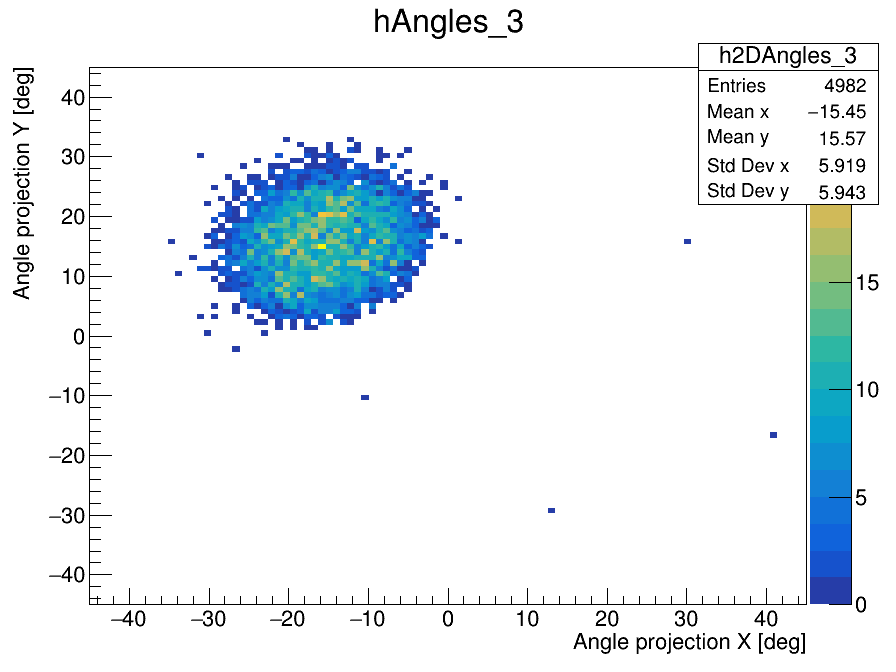 hAngles_3
h2DAngles_3
Entries 4982
Mean x −15.45
Mean y 15.57
Std Dev x 5.919
Std Dev y 5.943
Angle projection Y [deg]
40
30
20
10
0
−10
−20
−30
−40
−40 −30 −20 −10 0 10 20 30 40
Angle projection X [deg]
15
10
5
0